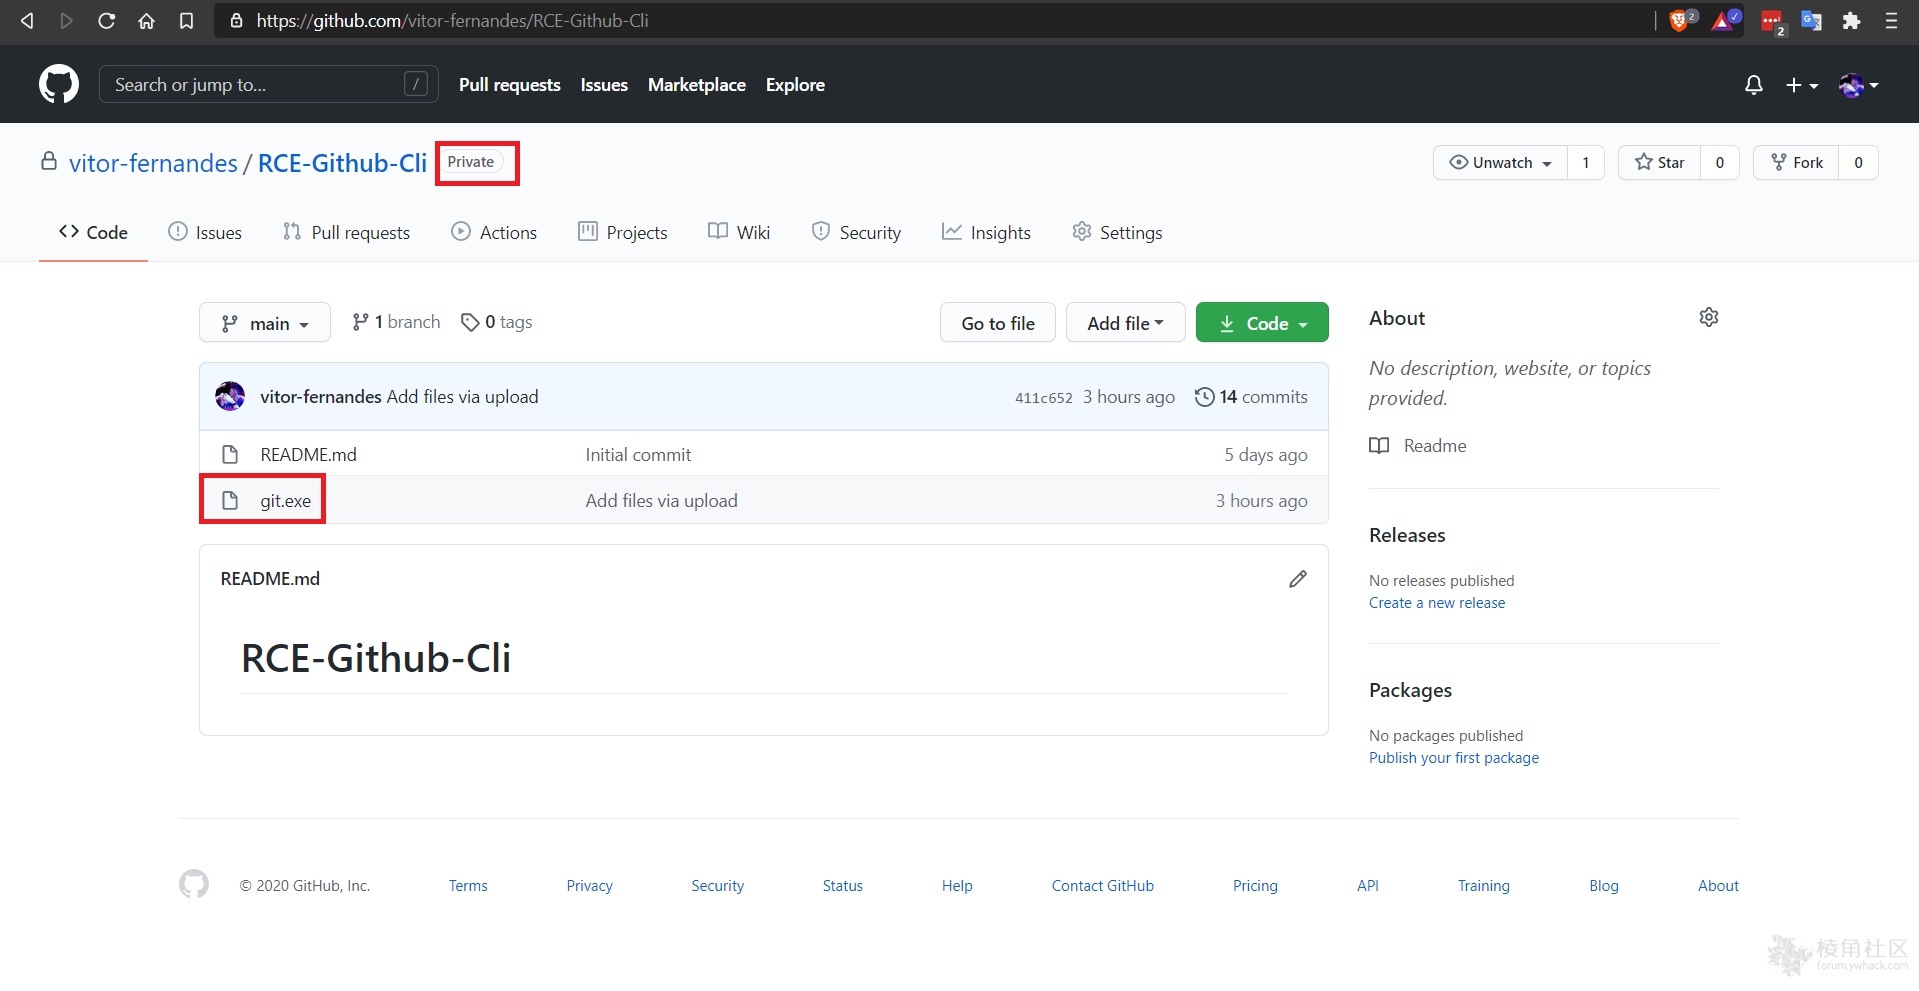 https://github.com/vitor-fernandes/RCE-Github-Cli
2
2
Search or jump to... /
Pull requests Issues Marketplace Explore
vitor-fernandes / RCE-Github-Cli Private
Unwatch 1 Star 0 Fork 0
Code Issues Pull requests Actions Projects Wiki Security Insights Settings
main 1 branch 0 tags Go to file Add file Code
vitor-fernandes Add files via upload 411c652 3 hours ago 14 commits
README.md Initial commit 5 days ago
git.exe Add files via upload 3 hours ago
README.md
RCE-Github-Cli
About
No description, website, or topics
provided.
Readme
Releases
No releases published
Create a new release
Packages
No packages published
Publish your first package
© 2020 GitHub, Inc. Terms Privacy Security Status Help Contact GitHub Pricing API Training Blog About
棱角社区
forum.ywhack.com